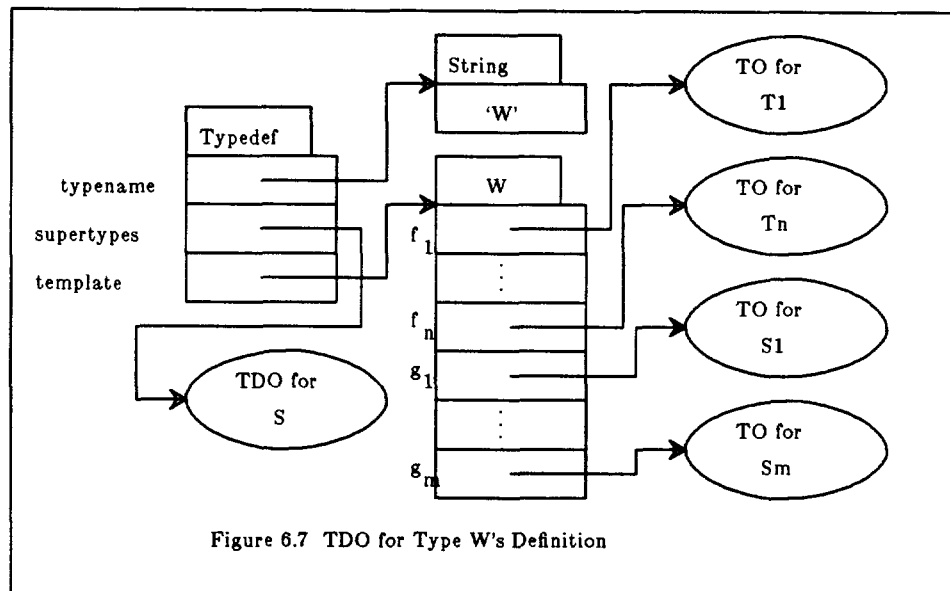 String
'W'
TO for
T1
Typedef
typename
supertypes
template
W
f1
⋮
fn
g1
⋮
gm
TO for
Tn
TO for
S1
TO for
Sm
TDO for
S
Figure 6.7 TDO for Type W's Definition